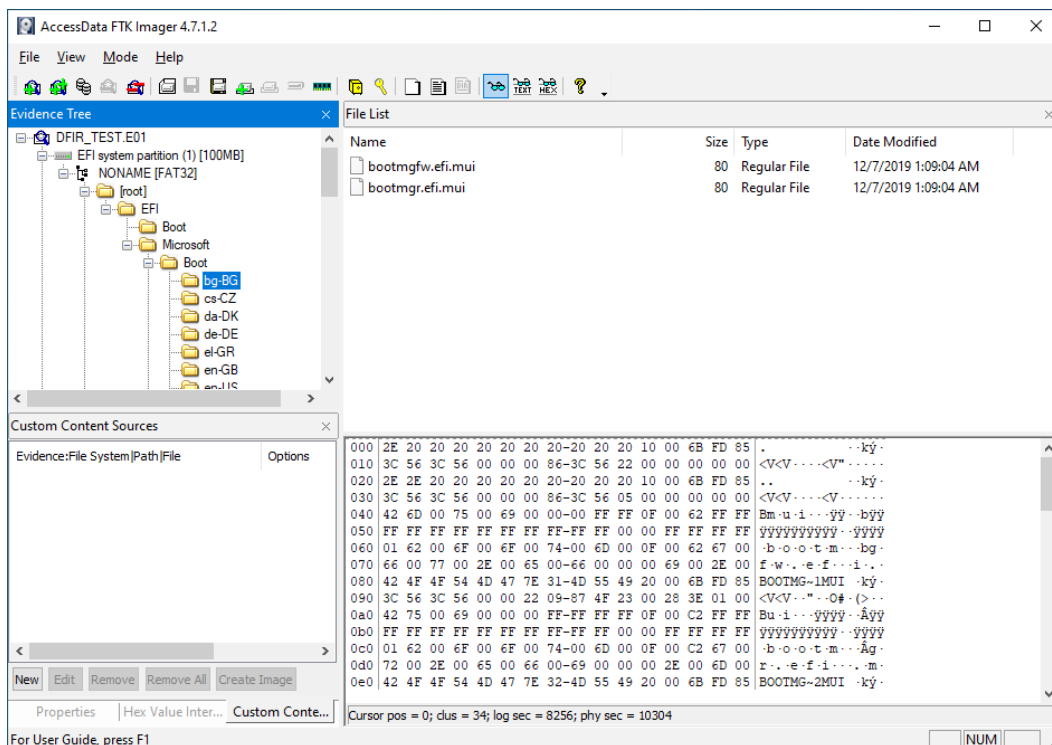 AccessData FTK Imager 4.7.1.2
File View Mode Help
Evidence Tree
DFIR_TEST.E01
EFI system partition (1) [100MB]
NONAME [FAT32]
[root]
EFI
Boot
Microsoft
Boot
bg-BG
cs-CZ
da-DK
de-DE
el-GR
en-GB
en-US
File List
Name Size Type Date Modified
bootmgfw.efi.mui 80 Regular File 12/7/2019 1:09:04 AM
bootmgr.efi.mui 80 Regular File 12/7/2019 1:09:04 AM
Custom Content Sources
Evidence:File System|Path|File Options
New Edit Remove Remove All Create Image
Properties Hex Value Inter... Custom Conte...
000 2E 20 20 20 20 20 20 20-20 20 20 10 00 6B FD 85 . ··ký·
010 3C 56 3C 56 00 00 00 86-3C 56 22 00 00 00 00 00 <V<V····<V"·····
020 2E 2E 20 20 20 20 20 20-20 20 20 10 00 6B FD 85 .. ··ký·
030 3C 56 3C 56 00 00 00 86-3C 56 05 00 00 00 00 00 <V<V····<V······
040 42 6D 00 75 00 69 00 00-00 FF FF 0F 00 62 FF FF Bm·u·i···ÿÿ··bÿÿ
050 FF FF FF FF FF FF FF FF-FF FF 00 00 FF FF FF FF ÿÿÿÿÿÿÿÿÿÿ··ÿÿÿÿ
060 01 62 00 6F 00 6F 00 74-00 6D 00 0F 00 62 67 00 ·b·o·o·t·m···bg·
070 66 00 77 00 2E 00 65 00-66 00 00 00 69 00 2E 00 f·w·.·e·f···i·.·
080 42 4F 4F 54 4D 47 7E 31-4D 55 49 20 00 6B FD 85 BOOTMG~1MUI ·ký·
090 3C 56 3C 56 00 00 22 09-87 4F 23 00 28 3E 01 00 <V<V··"··O#·(>··
0a0 42 75 00 69 00 00 00 FF-FF FF FF 0F 00 C2 FF FF Bu·i···ÿÿÿÿ··Âÿÿ
0b0 FF FF FF FF FF FF FF FF-FF FF 00 00 FF FF FF FF ÿÿÿÿÿÿÿÿÿÿ··ÿÿÿÿ
0c0 01 62 00 6F 00 6F 00 74-00 6D 00 0F 00 C2 67 00 ·b·o·o·t·m···Âg·
0d0 72 00 2E 00 65 00 66 00-69 00 00 00 2E 00 6D 00 r·.·e·f·i···.·m·
0e0 42 4F 4F 54 4D 47 7E 32-4D 55 49 20 00 6B FD 85 BOOTMG~2MUI ·ký·
Cursor pos = 0; clus = 34; log sec = 8256; phy sec = 10304
For User Guide, press F1
NUM